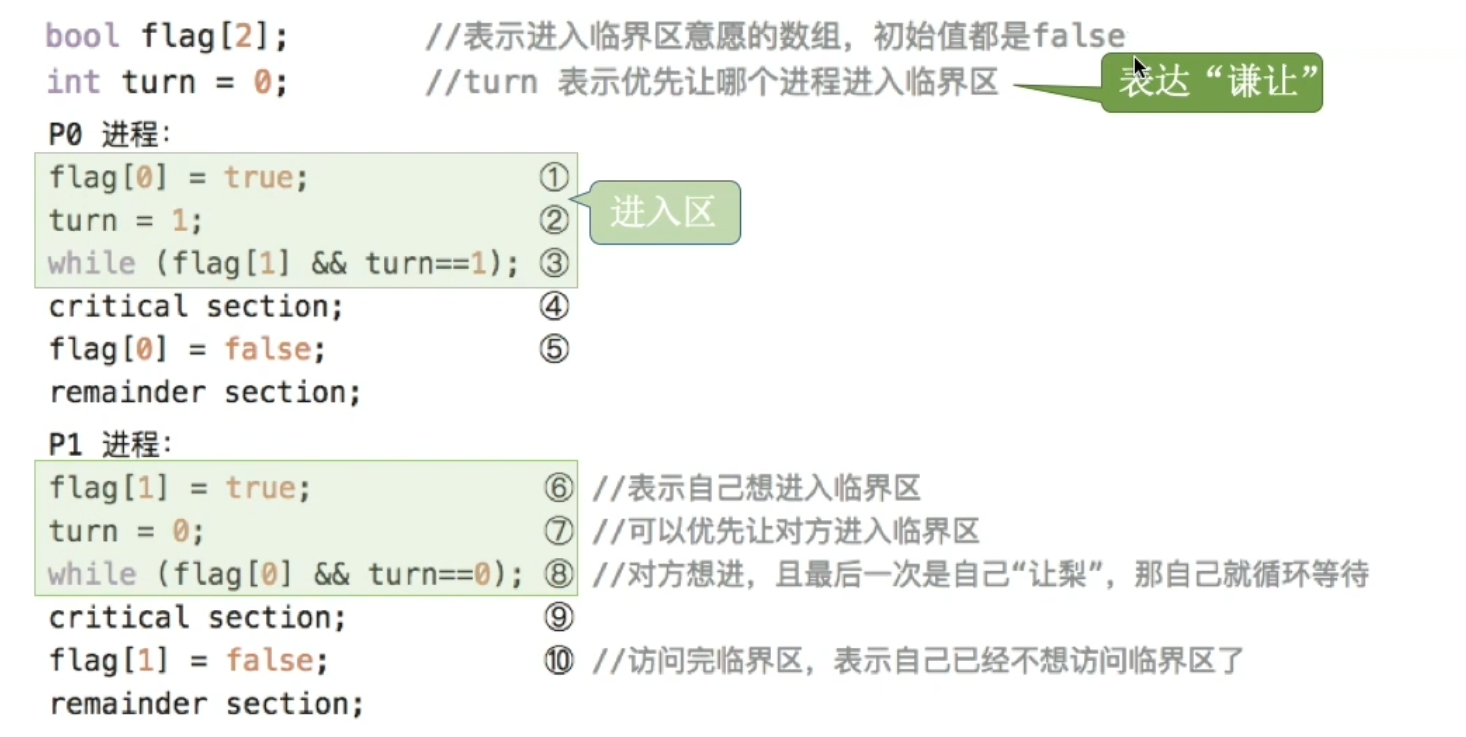 bool flag[2]; //表示进入临界区意愿的数组，初始值都是false
int turn = 0; //turn 表示优先让哪个进程进入临界区
表达“谦让”
P0 进程：
flag[0] = true; ①
turn = 1; ②
while (flag[1] && turn==1); ③
进入区
critical section; ④
flag[0] = false; ⑤
remainder section;
P1 进程：
flag[1] = true; ⑥ //表示自己想进入临界区
turn = 0; ⑦ //可以优先让对方进入临界区
while (flag[0] && turn==0); ⑧ //对方想进，且最后一次是自己“让梨”，那自己就循环等待
critical section; ⑨
flag[1] = false; ⑩ //访问完临界区，表示自己已经不想访问临界区了
remainder section;